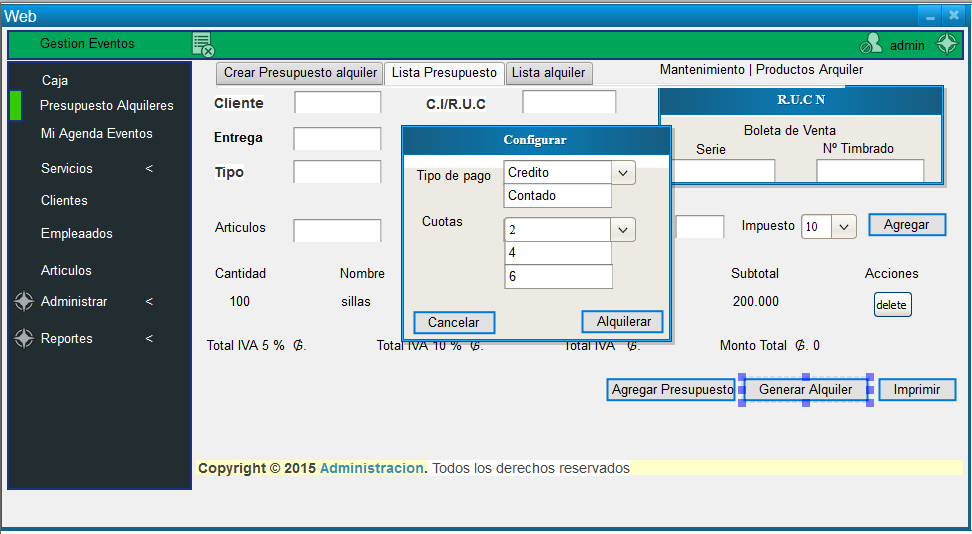 Web
Gestion Eventos
admin
Caja
Presupuesto Alquileres
Mi Agenda Eventos
Servicios <
Clientes
Empleaados
Articulos
Administrar <
Reportes <
Crear Presupuesto alquiler Lista Presupuesto Lista alquiler
Mantenimiento | Productos Arquiler
Cliente C.I/R.U.C
Entrega
Tipo
R.U.C N
Boleta de Venta
Serie Nº Timbrado
Configurar
Tipo de pago Credito
Contado
Cuotas 2
4
6
Cancelar Alquilerar
Articulos Impuesto 10 Agregar
Cantidad Nombre Subtotal Acciones
100 sillas 200.000 delete
Total IVA 5 % ₲. Total IVA 10 % ₲. Total IVA ₲. Monto Total ₲. 0
Agregar Presupuesto Generar Alquiler Imprimir
Copyright © 2015 Administracion. Todos los derechos reservados